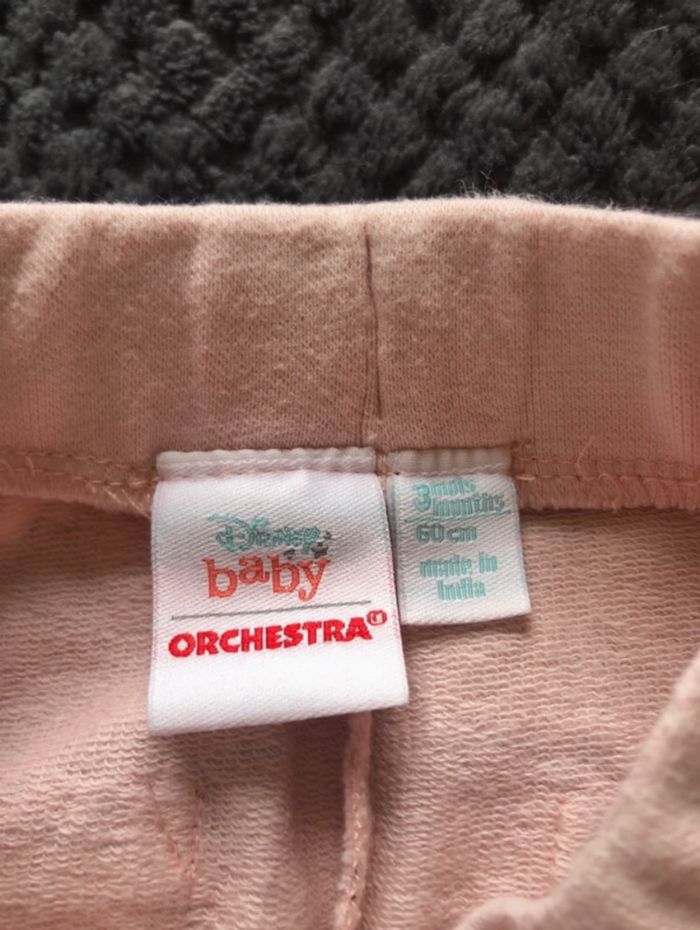 Disney
baby
ORCHESTRA
3 mois
months
60 cm
made in
India